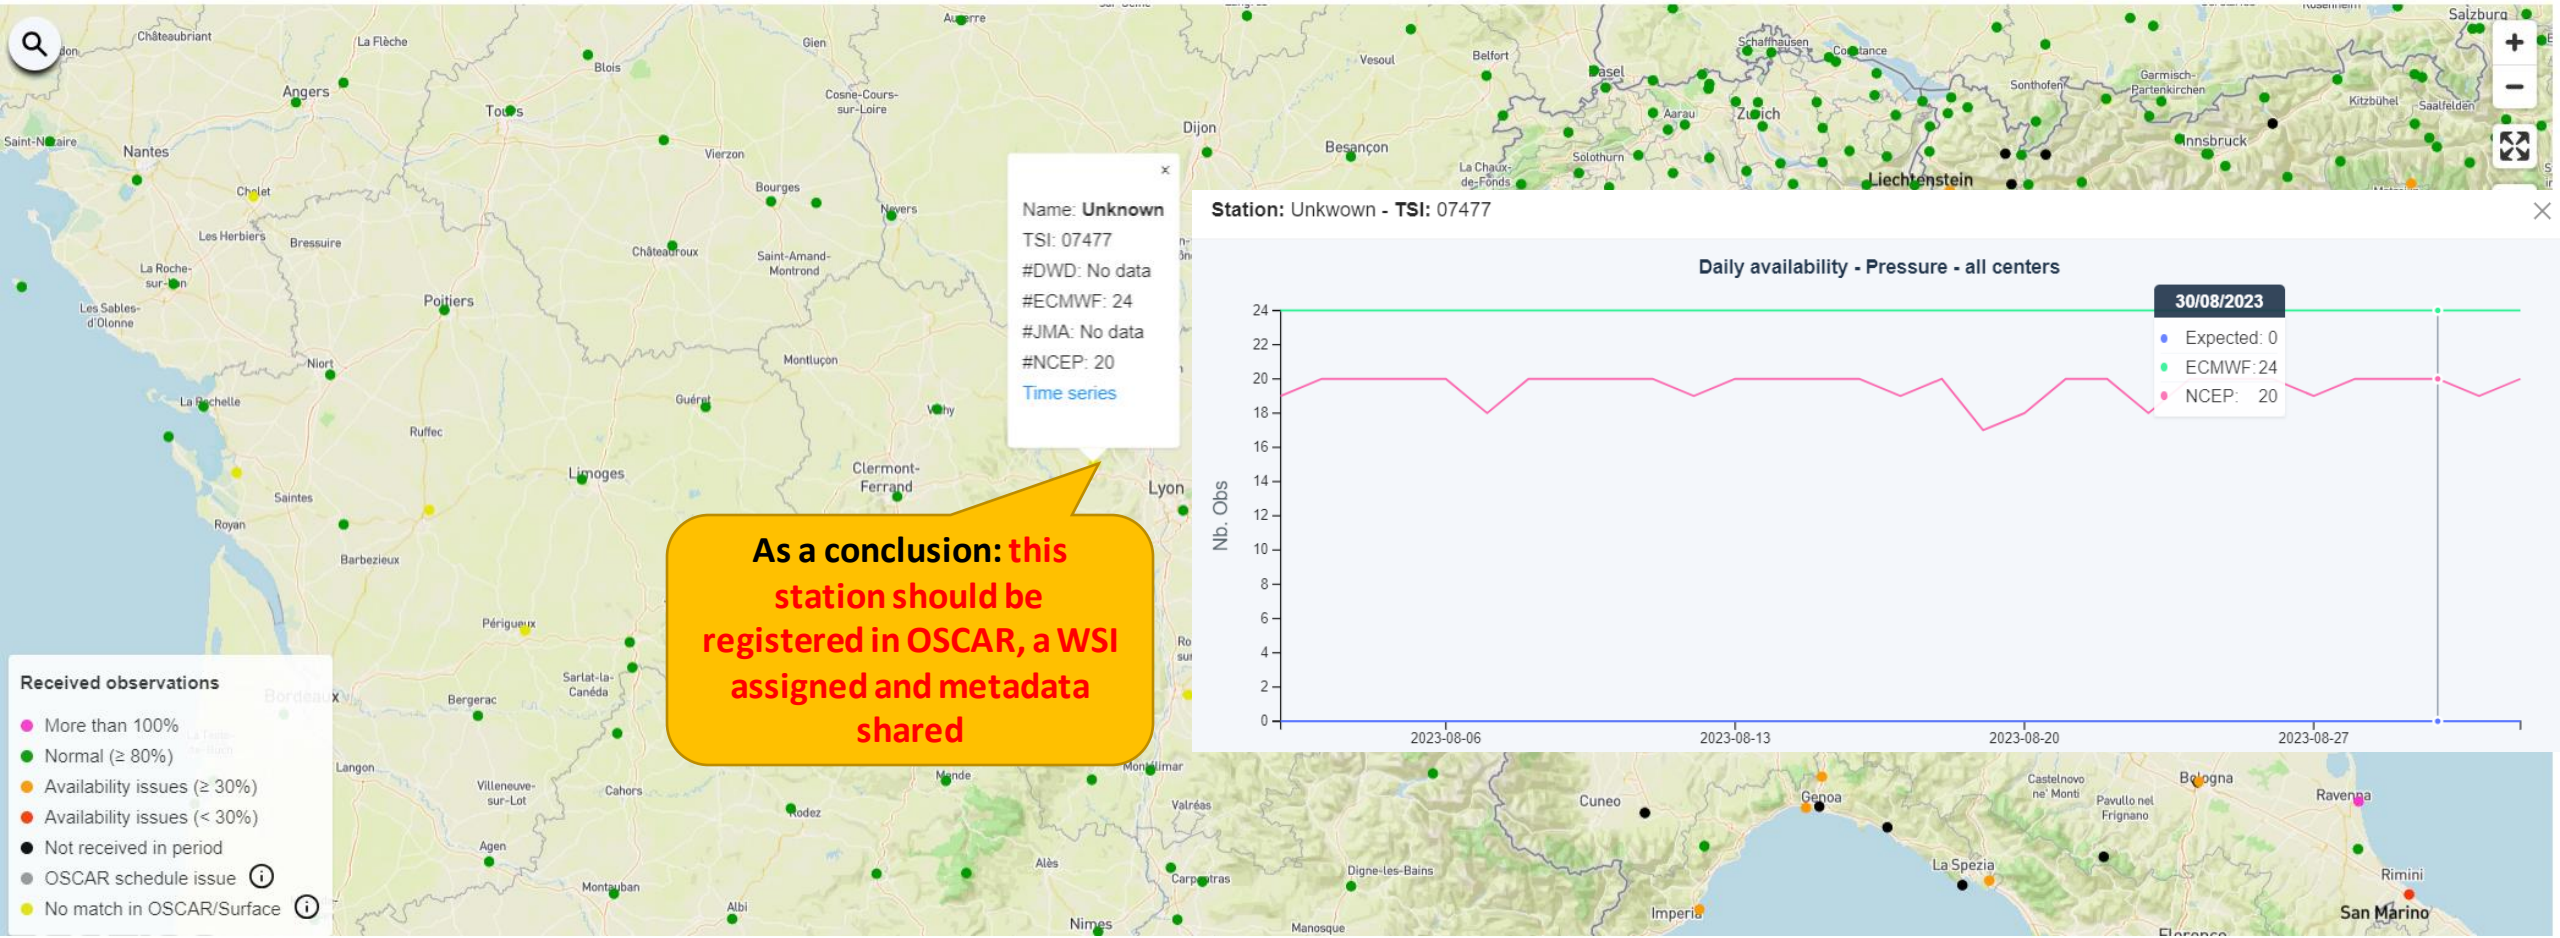 Langres
Rosenheim
Salzburg
Châteaubriant
La Flèche
Auxerre
Gien
Blois
Vesoul
Belfort
Basel
Schaffhausen
Constance
Sonthofen
Garmisch-
Partenkirchen
Kitzbühel
Saalfelden
+
−
Angers
Tours
Cosne-Cours-
sur-Loire
Aarau
Zurich
Saint-Nazaire
Nantes
Vierzon
Dijon
Besançon
La Chaux-
de-Fonds
Solothurn
Liechtenstein
Innsbruck
Cholet
Bourges
Nevers
Les Herbiers
Bressuire
Châteauroux
Saint-Amand-
Montrond
La Roche-
sur-Yon
Les Sables-
d'Olonne
Poitiers
Niort
Montluçon
La Rochelle
Guéret
Vichy
Ruffec
Limoges
Clermont-
Ferrand
Lyon
Saintes
Royan
Barbezieux
Périgueux
Sarlat-la-
Canéda
Bergerac
Bordeaux
×
Name: Unknown
TSI: 07477
#DWD: No data
#ECMWF: 24
#JMA: No data
#NCEP: 20
Time series
Station: Unkwown - TSI: 07477
Daily availability - Pressure - all centers
30/08/2023
Expected: 0
ECMWF: 24
NCEP: 20
Nb. Obs
24
22
20
18
16
14
12
10
8
6
4
2
0
2023-08-06
2023-08-13
2023-08-20
2023-08-27
As a conclusion: this
station should be
registered in OSCAR, a WSI
assigned and metadada
shared
Received observations
More than 100%
Normal (≥ 80%)
Availability issues (≥ 30%)
Availability issues (< 30%)
Not received in period
OSCAR schedule issue
No match in OSCAR/Surface
Langon
Villeneuve-
sur-Lot
Cahors
Rodez
Mende
Montélimar
Valréas
Agen
Montauban
Albi
Alès
Nimes
Carpentras
Digne-les-Bains
Manosque
Cuneo
Genoa
Castelnovo
ne' Monti
Pavullo nel
Frignano
Bologna
Ravenna
La Spezia
Imperia
Rimini
San Marino
Florence